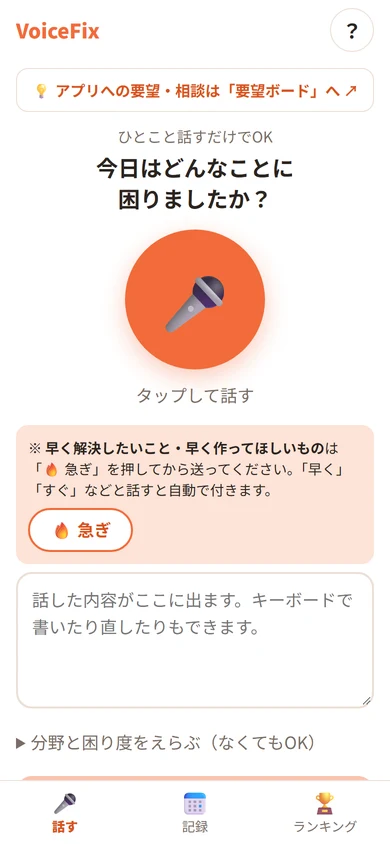 VoiceFix
?
💡 アプリへの要望・相談は「要望ボード」へ ↗
ひとこと話すだけでOK
今日はどんなことに
困りましたか？
タップして話す
※ 早く解決したいこと・早く作ってほしいものは
「🔥 急ぎ」を押してから送ってください。「早く」
「すぐ」などと話すと自動で付きます。
🔥 急ぎ
話した内容がここに出ます。キーボードで
書いたり直したりもできます。
▶ 分野と困り度をえらぶ（なくてもOK）
話す
記録
ランキング